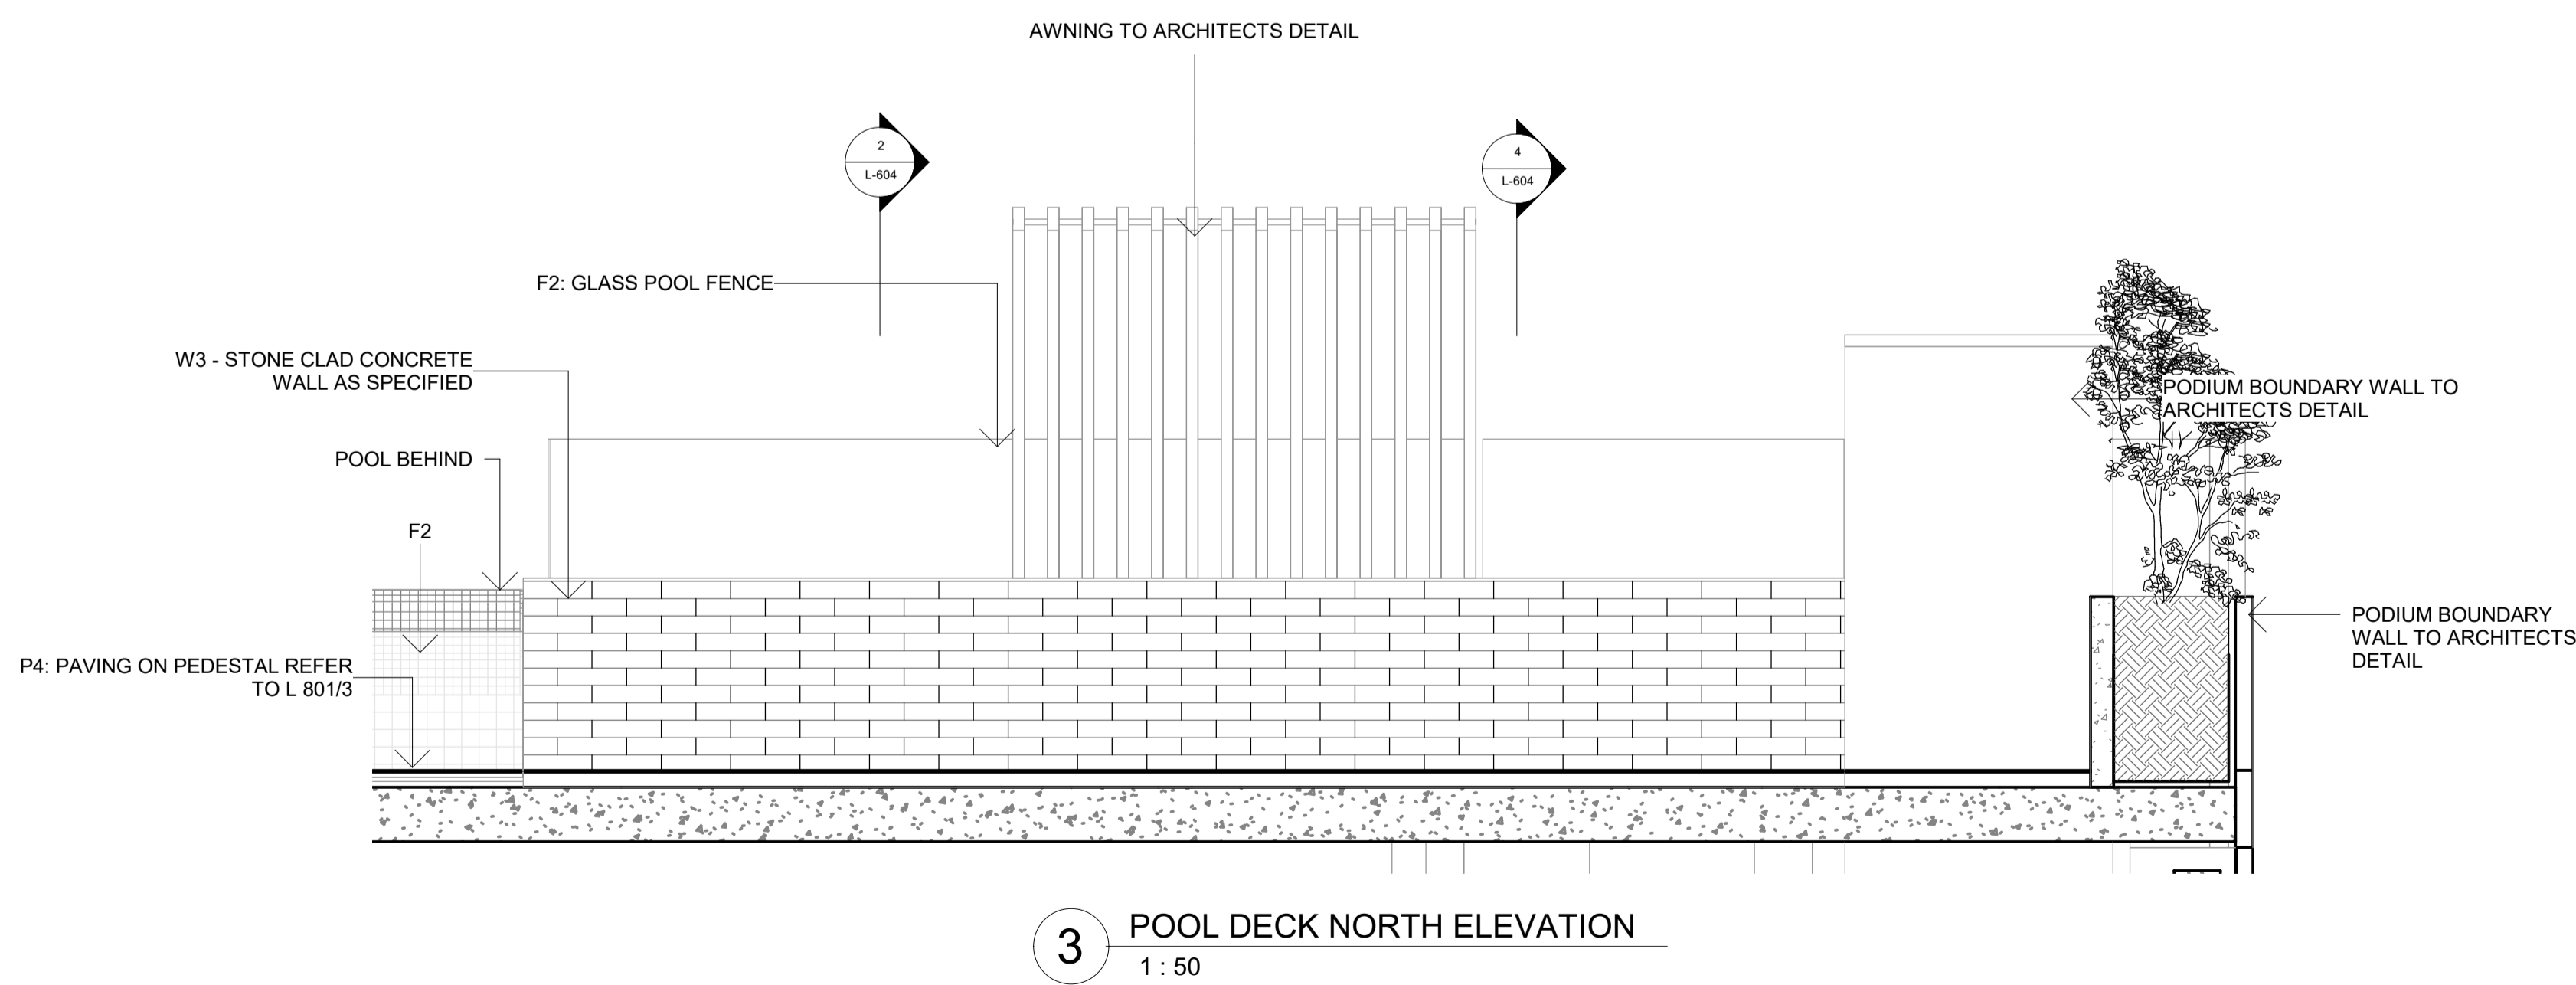 AWNING TO ARCHITECTS DETAIL
2
L-604
4
L-604
F2: GLASS POOL FENCE
W3 - STONE CLAD CONCRETE
WALL AS SPECIFIED
PODIUM BOUNDARY WALL TO
ARCHITECTS DETAIL
POOL BEHIND
F2
PODIUM BOUNDARY
WALL TO ARCHITECTS
DETAIL
P4: PAVING ON PEDESTAL REFER
TO L 801/3
3
POOL DECK NORTH ELEVATION
1 : 50